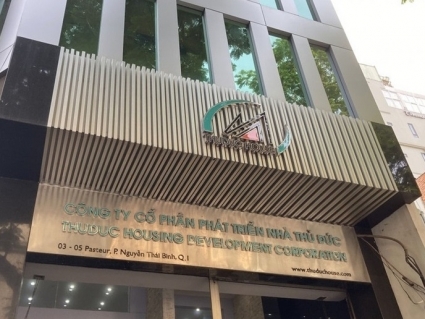 CÔNG TY CỔ PHẦN PHÁT TRIỂN NHÀ THỦ ĐỨC
THUDUC HOUSING DEVELOPMENT CORPORATION
03 - 05 Pasteur, P. Nguyễn Thái Bình, Q.1
www.thuduchouse.com